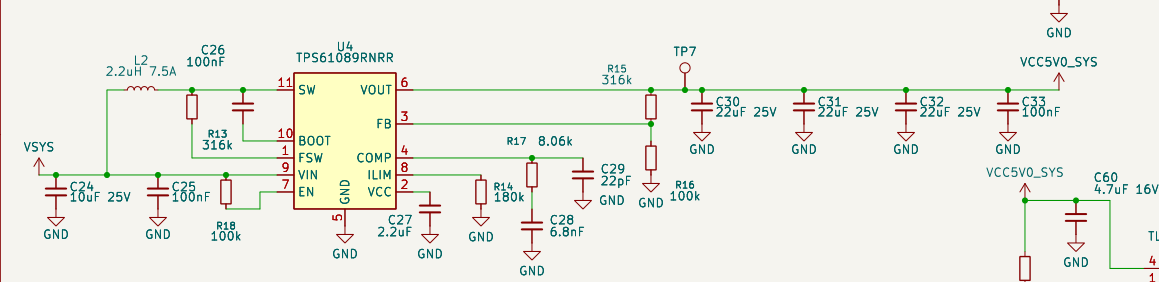 GND
U4
TPS61089RNRR
C26
100nF
L2
2.2uH 7.5A
TP7
R15
316k
VCC5V0_SYS
11
SW
VOUT
6
FB
3
C30
22uF 25V
C31
22uF 25V
C32
22uF 25V
C33
100nF
R13
316k
10
BOOT
1
FSW
COMP
4
R17 8.06k
GND
GND
GND
GND
VSYS
9
VIN
ILIM
8
7
EN
VCC
2
GND
5
C24
10uF 25V
C25
100nF
R18
100k
C27
2.2uF
R14
180k
C29
22pF
GND
C28
6.8nF
R16
100k
GND
GND
GND
GND
GND
GND
GND
VCC5V0_SYS
C60
4.7uF 16V
GND
TL
4
1